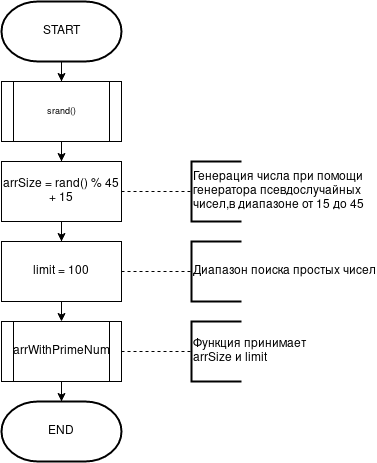 START
srand()
arrSize = rand() % 45
+ 15
Генерация числа при помощи
генератора псевдослучайных
чисел,в диапазоне от 15 до 45
limit = 100
Диапазон поиска простых чисел
arrWithPrimeNum
Функция принимает
arrSize и limit
END